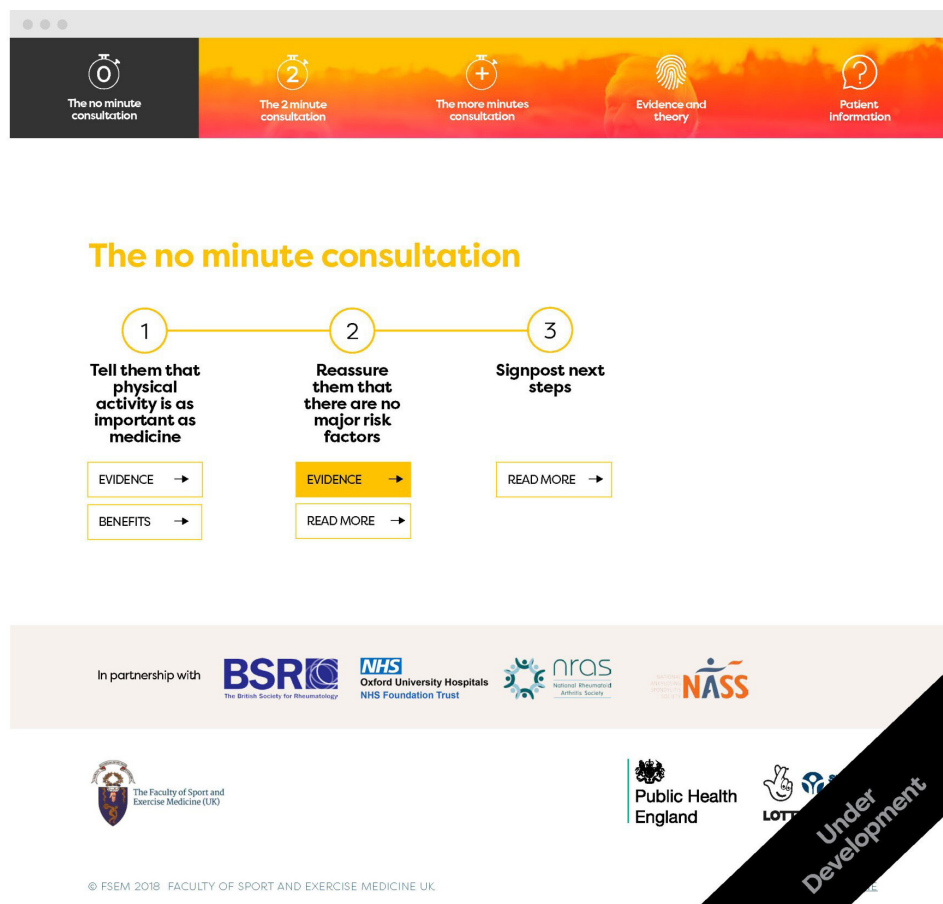 0
The no minute
consultation
2
The 2 minute
consultation
+
The more minutes
consultation
Evidence and
theory
?
Patient
information
The no minute consultation
1
Tell them that
physical
activity is as
important as
medicine
EVIDENCE
BENEFITS
2
Reassure
them that
there are no
major risk
factors
EVIDENCE
READ MORE
3
Signpost next
steps
READ MORE
In partnership with
BSR
The British Society for Rheumatology
NHS
Oxford University Hospitals
NHS Foundation Trust
nras
National Rheumatoid
Arthritis Society
NASS
The Faculty of Sport and
Exercise Medicine (UK)
Public Health
England
LOTT
Under
Development
© FSEM 2018 FACULTY OF SPORT AND EXERCISE MEDICINE UK